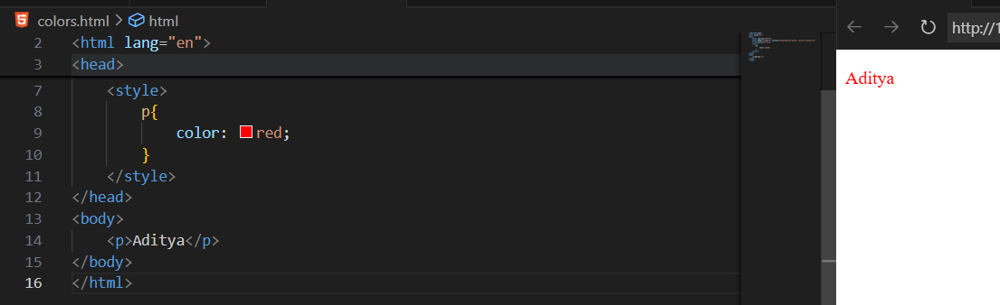 colors.html > html
2 <html lang="en">
3 <head>
7 <style>
8 p{
9 color: red;
10 }
11 </style>
12 </head>
13 <body>
14 <p>Aditya</p>
15 </body>
16 </html>
http://1
Aditya